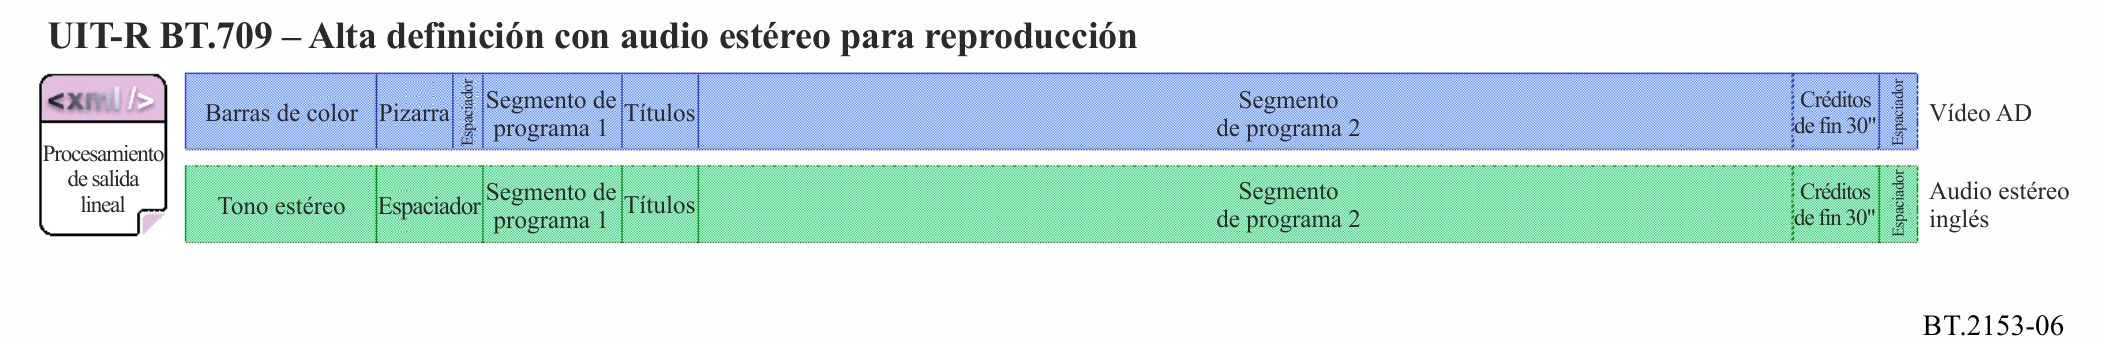 UIT-R BT.709 – Alta definición con audio estéreo para reproducción
<xml/>
Procesamiento
de salida
lineal
Barras de color
Pizarra
Espaciador
Segmento de
programa 1
Títulos
Segmento
de programa 2
Créditos
de fin 30"
Espaciador
Vídeo AD
Tono estéreo
Espaciador
Segmento de
programa 1
Títulos
Segmento
de programa 2
Créditos
de fin 30"
Espaciador
Audio estéreo
inglés
BT.2153-06